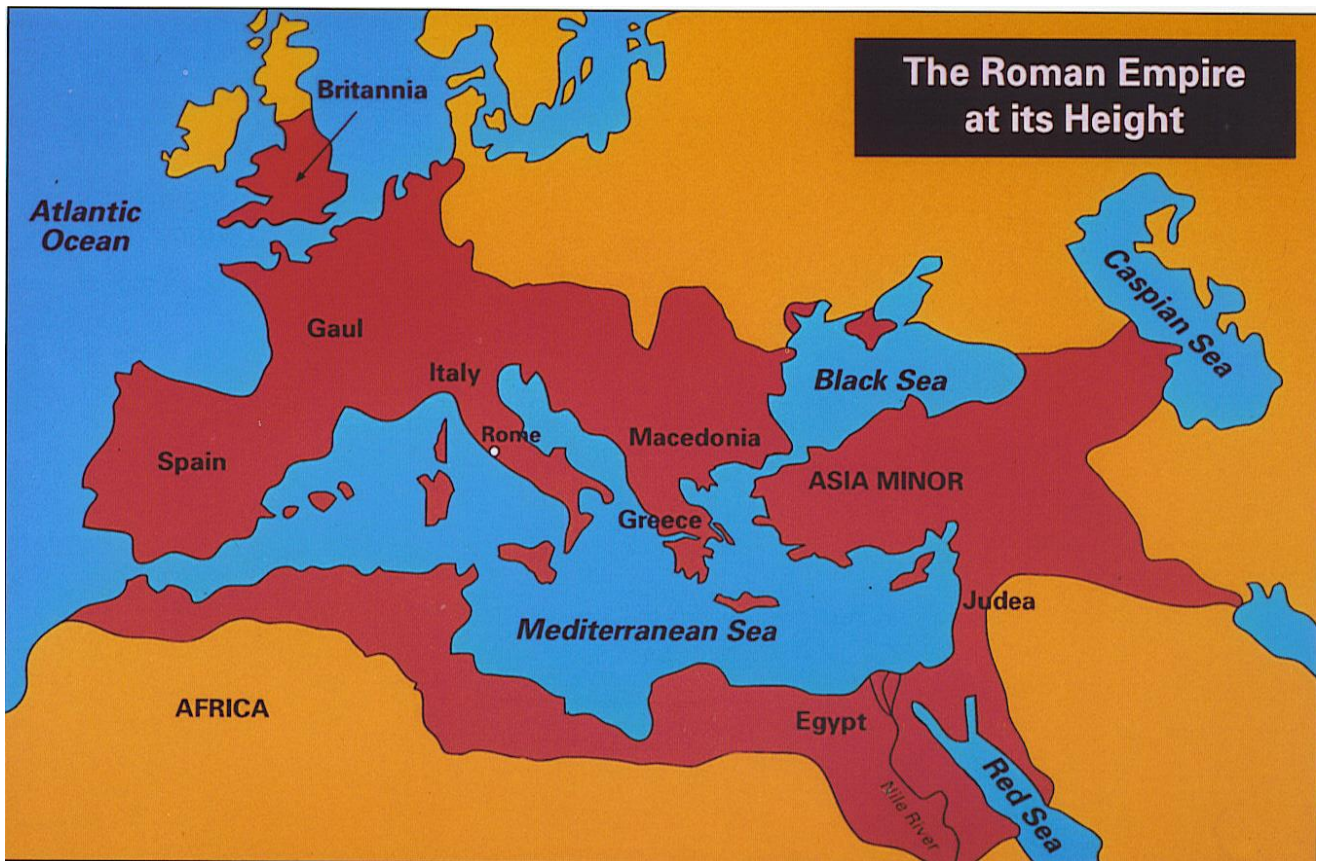 The Roman Empire
at its Height
Britannia
Atlantic
Ocean
Caspian Sea
Gaul
Italy
Black Sea
Rome
Macedonia
Spain
ASIA MINOR
Greece
Judea
Mediterranean Sea
AFRICA
Egypt
Nile River
Red Sea